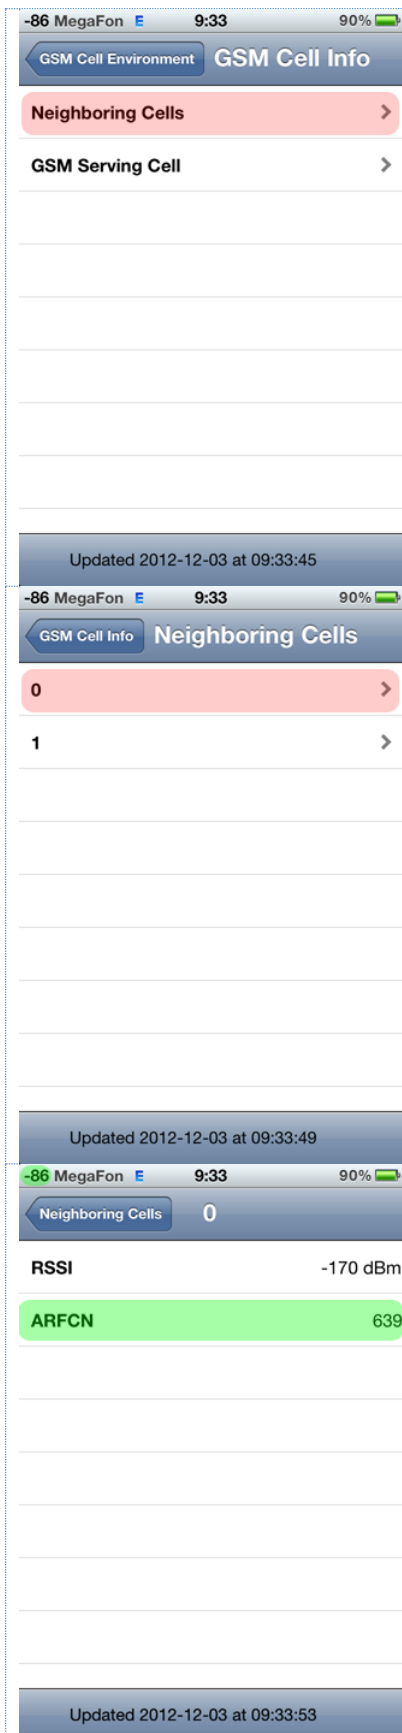 -86 MegaFon E 9:33 90%
GSM Cell Environment GSM Cell Info
Neighboring Cells
GSM Serving Cell
Updated 2012-12-03 at 09:33:45
-86 MegaFon E 9:33 90%
GSM Cell Info Neighboring Cells
0
1
Updated 2012-12-03 at 09:33:49
-86 MegaFon E 9:33 90%
Neighboring Cells 0
RSSI -170 dBm
ARFCN 639
Updated 2012-12-03 at 09:33:53